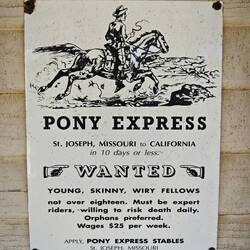 PONY EXPRESS
St. JOSEPH, MISSOURI to CALIFORNIA
in 10 days or less.
WANTED
YOUNG, SKINNY, WIRY FELLOWS
not over eighteen. Must be expert
riders, willing to risk death daily.
Orphans preferred.
Wages $25 per week.
APPLY, PONY EXPRESS STABLES
St. JOSEPH, MISSOURI